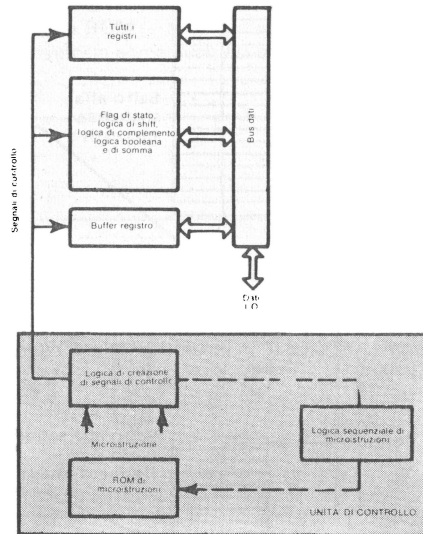 Tutti i
registri
Flag di stato,
logica di shift,
logica di complemento,
logica booleana
e di somma
Buffer registro
Bus dati
Segnali di controllo
Dati
I O
Logica di creazione
di segnali di controllo
Microistruzione
ROM di
microistruzioni
Logica sequenziale di
microistruzioni
UNITÀ DI CONTROLLO